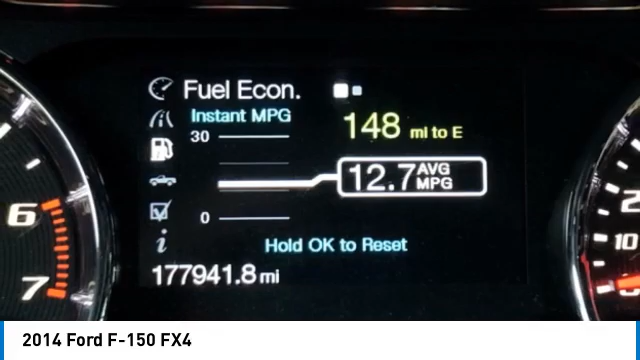 Fuel Econ.
Instant MPG
30
148 mi to E
12.7 AVG MPG
0
Hold OK to Reset
i
177941.8 mi
6
7
10
2014 Ford F-150 FX4